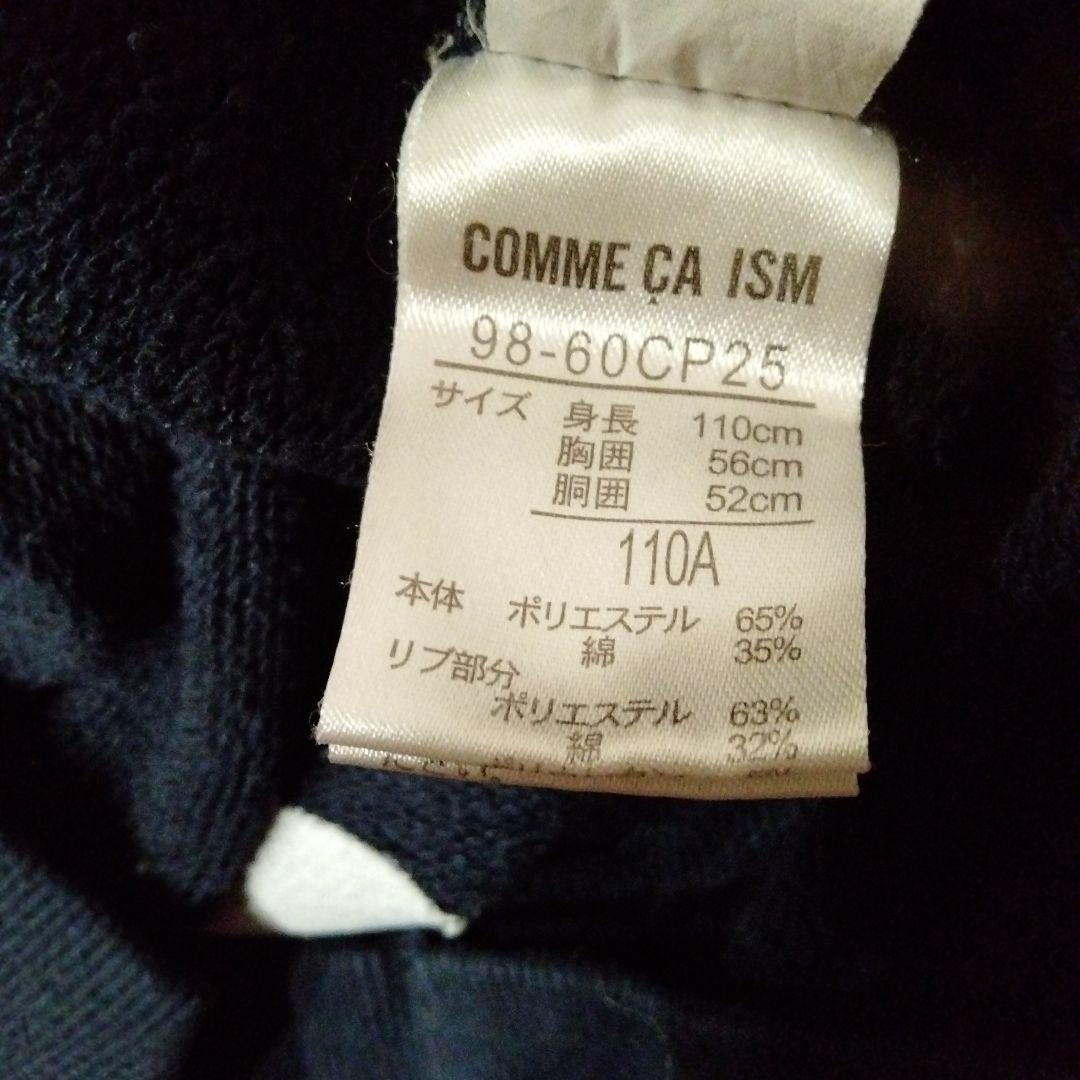 COMME ÇA ISM
98-60CP25
サイズ 身長 110cm
胸囲 56cm
胴囲 52cm
110A
本体 ポリエステル 65%
綿 35%
リブ部分
ポリエステル 63%
綿 32%